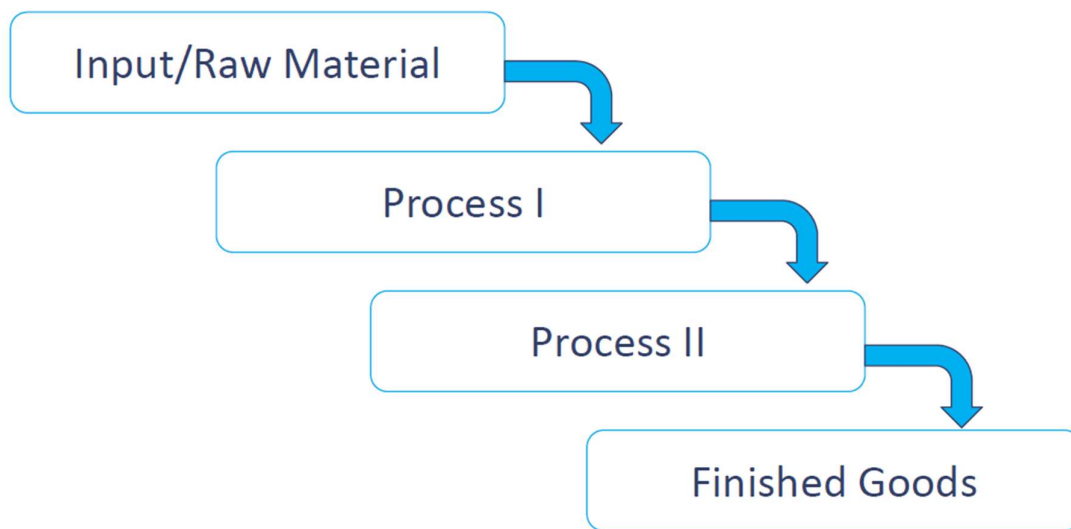 Input/Raw Material
Process I
Process II
Finished Goods